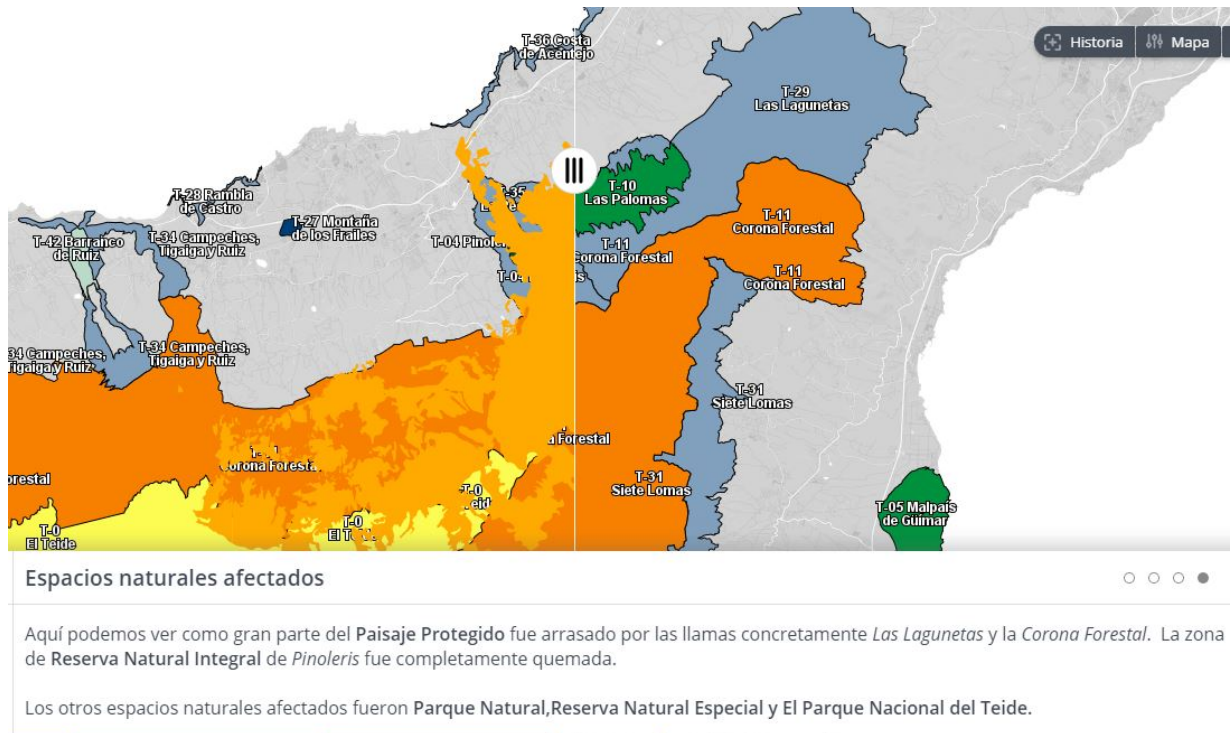 T-36 Costa
de Acentejo
Historia
Mapa
T-29
Las Lagunetas
T-28 Rambla
de Castro
T-10
Las Palomas
T-35
T-27 Montaña
de los Frailes
T-11
Corona Forestal
T-42 Barranco
de Ruiz
T-34 Campeches,
Tigaiga y Ruiz
T-04
T-11
Corona Forestal
T-11
Corona Forestal
34 Campeches,
Tigaiga y Ruiz
T-34 Campeches,
Tigaiga y Ruiz
T-31
Siete Lomas
Forestal
Corona Foresta
orestal
T-31
Siete Lomas
T-0
T-05 Malpaís
de Güímar
T-0
El Teide
T-0
Espacios naturales afectados
Aquí podemos ver como gran parte del Paisaje Protegido fue arrasado por las llamas concretamente Las Lagunetas y la Corona Forestal. La zona
de Reserva Natural Integral de Pinoleris fue completamente quemada.
Los otros espacios naturales afectados fueron Parque Natural,Reserva Natural Especial y El Parque Nacional del Teide.